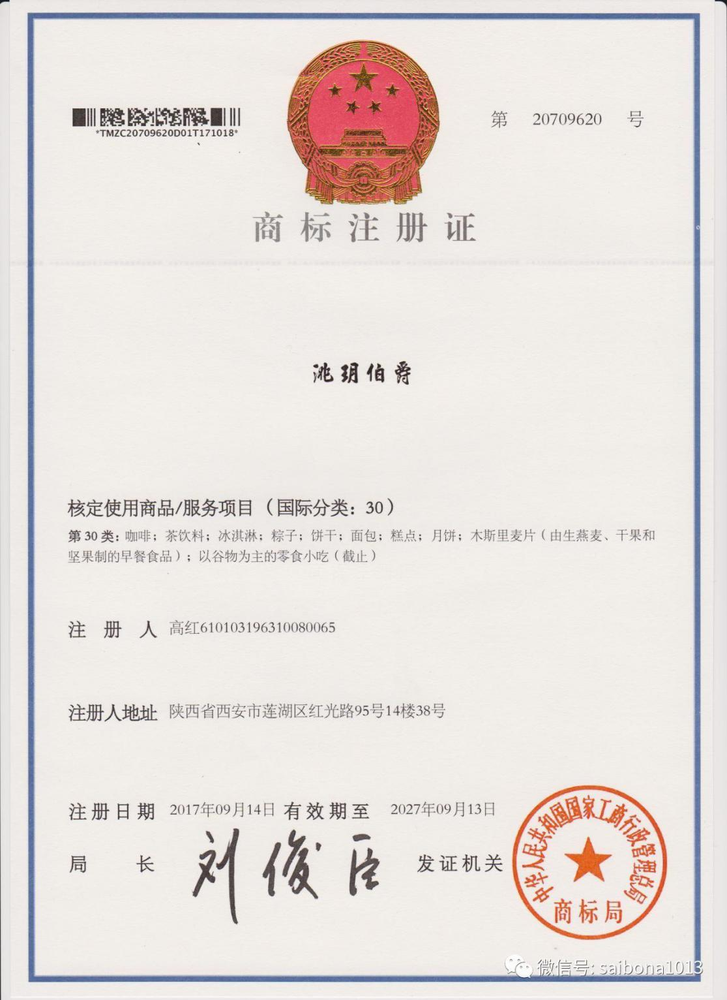 *TMZC20709620D01T171018*
第 20709620 号
商标注册证
洮玥伯爵
核定使用商品/服务项目（国际分类：30）
第 30 类：咖啡；茶饮料；冰淇淋；粽子；饼干；面包；糕点；月饼；木斯里麦片（由生燕麦、干果和
坚果制的早餐食品）；以谷物为主的零食小吃（截止）
注册人 高红610103196310080065
注册人地址 陕西省西安市莲湖区红光路95号14楼38号
注册日期 2017年09月14日 有效期至 2027年09月13日
局长 刘俊臣 发证机关
中华人民共和国国家工商行政管理总局
商标局
微信号: saibona1013